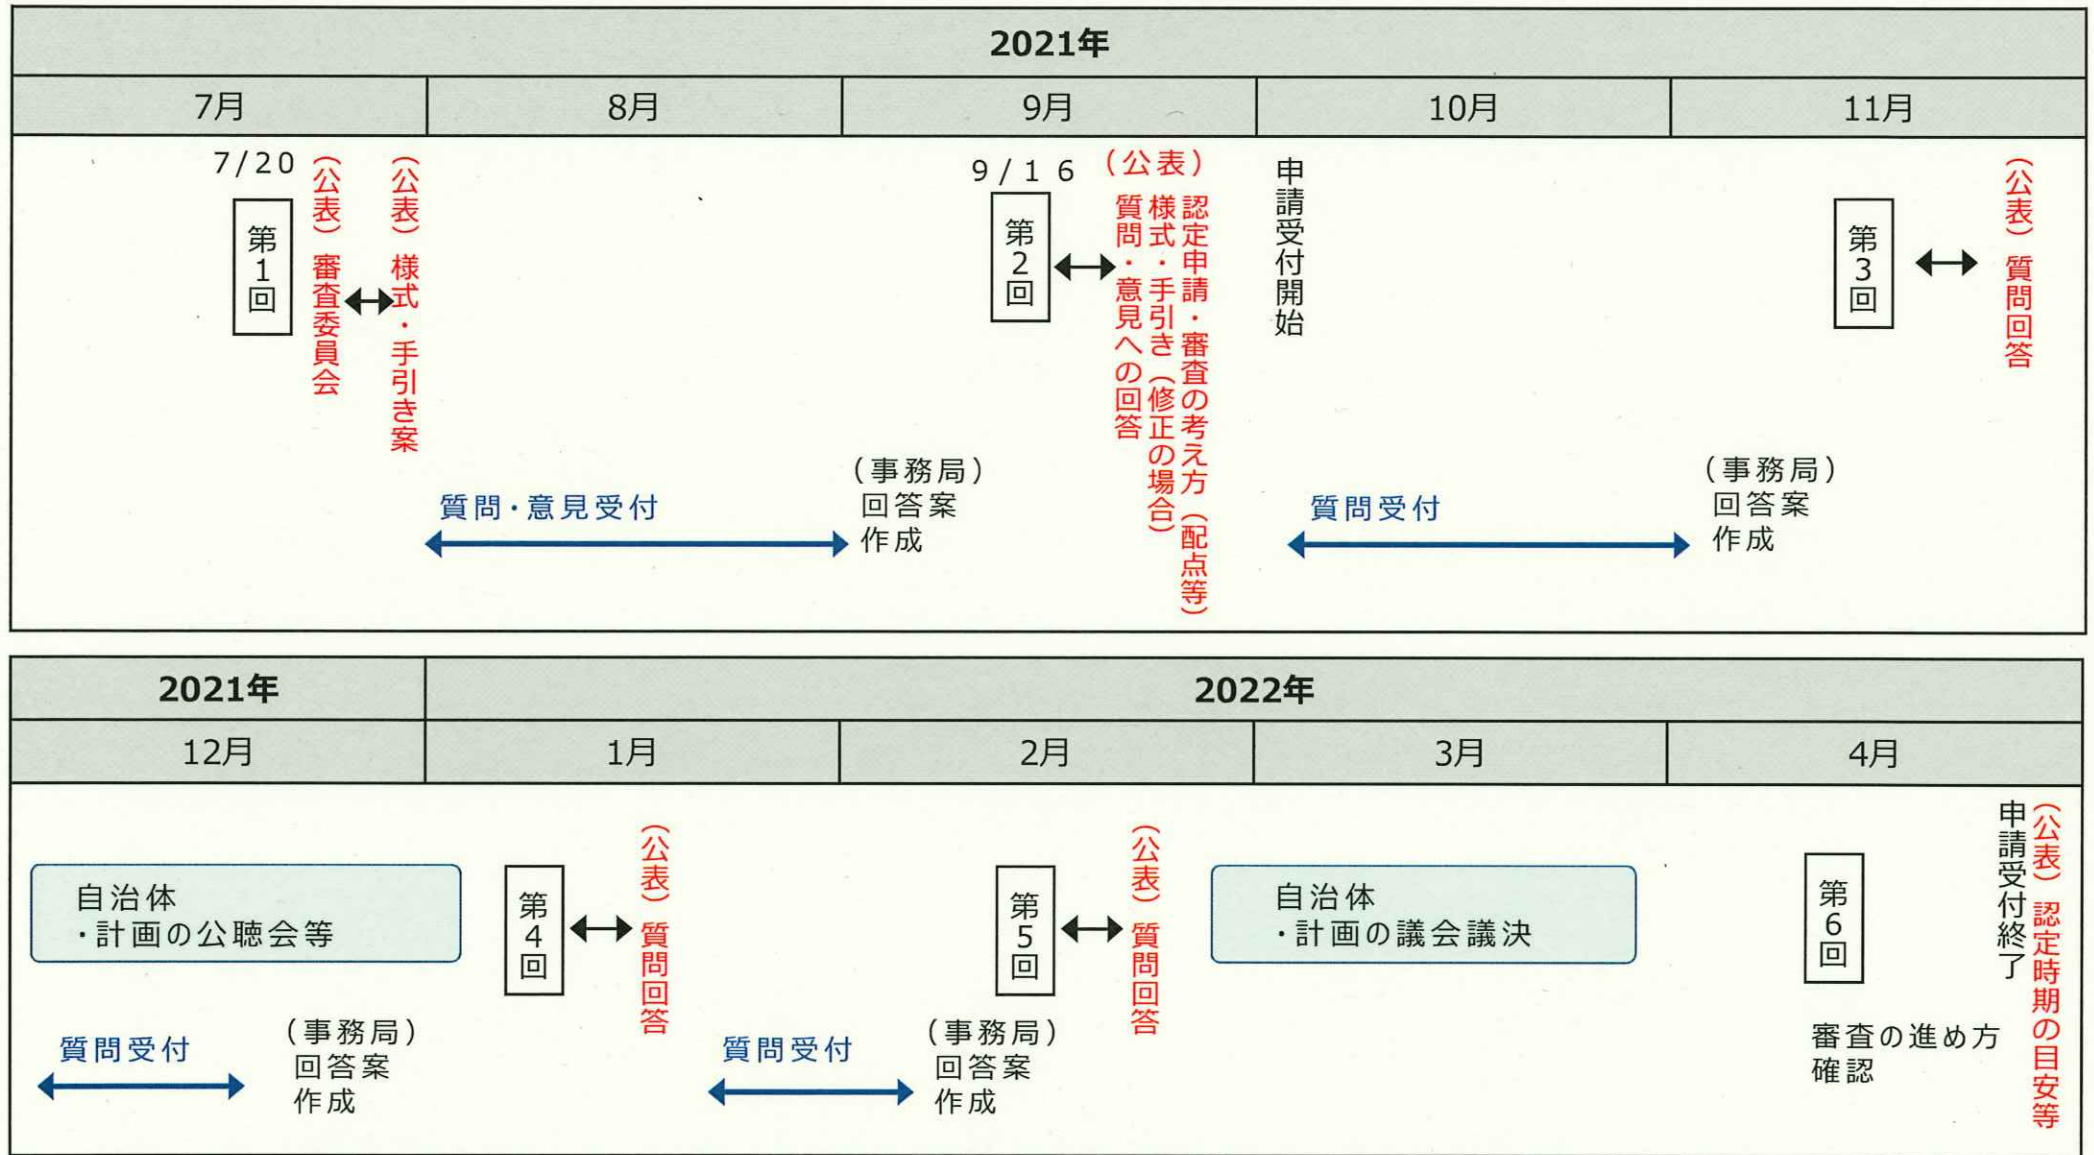 2021年
7月
8月
9月
10月
11月
7/20
第1回
（公表）審査委員会
（公表）様式・手引き案
質問・意見受付
（事務局）
回答案
作成
9/16
第2回
（公表）
認定申請・審査の考え方（配点等）
様式・手引き（修正の場合）
質問・意見への回答
申請受付開始
質問受付
（事務局）
回答案
作成
第3回
（公表）質問回答
2021年
2022年
12月
1月
2月
3月
4月
自治体
・計画の公聴会等
質問受付
（事務局）
回答案
作成
第4回
（公表）質問回答
質問受付
（事務局）
回答案
作成
第5回
（公表）質問回答
自治体
・計画の議会議決
第6回
審査の進め方
確認
（公表）認定時期の目安等
申請受付終了